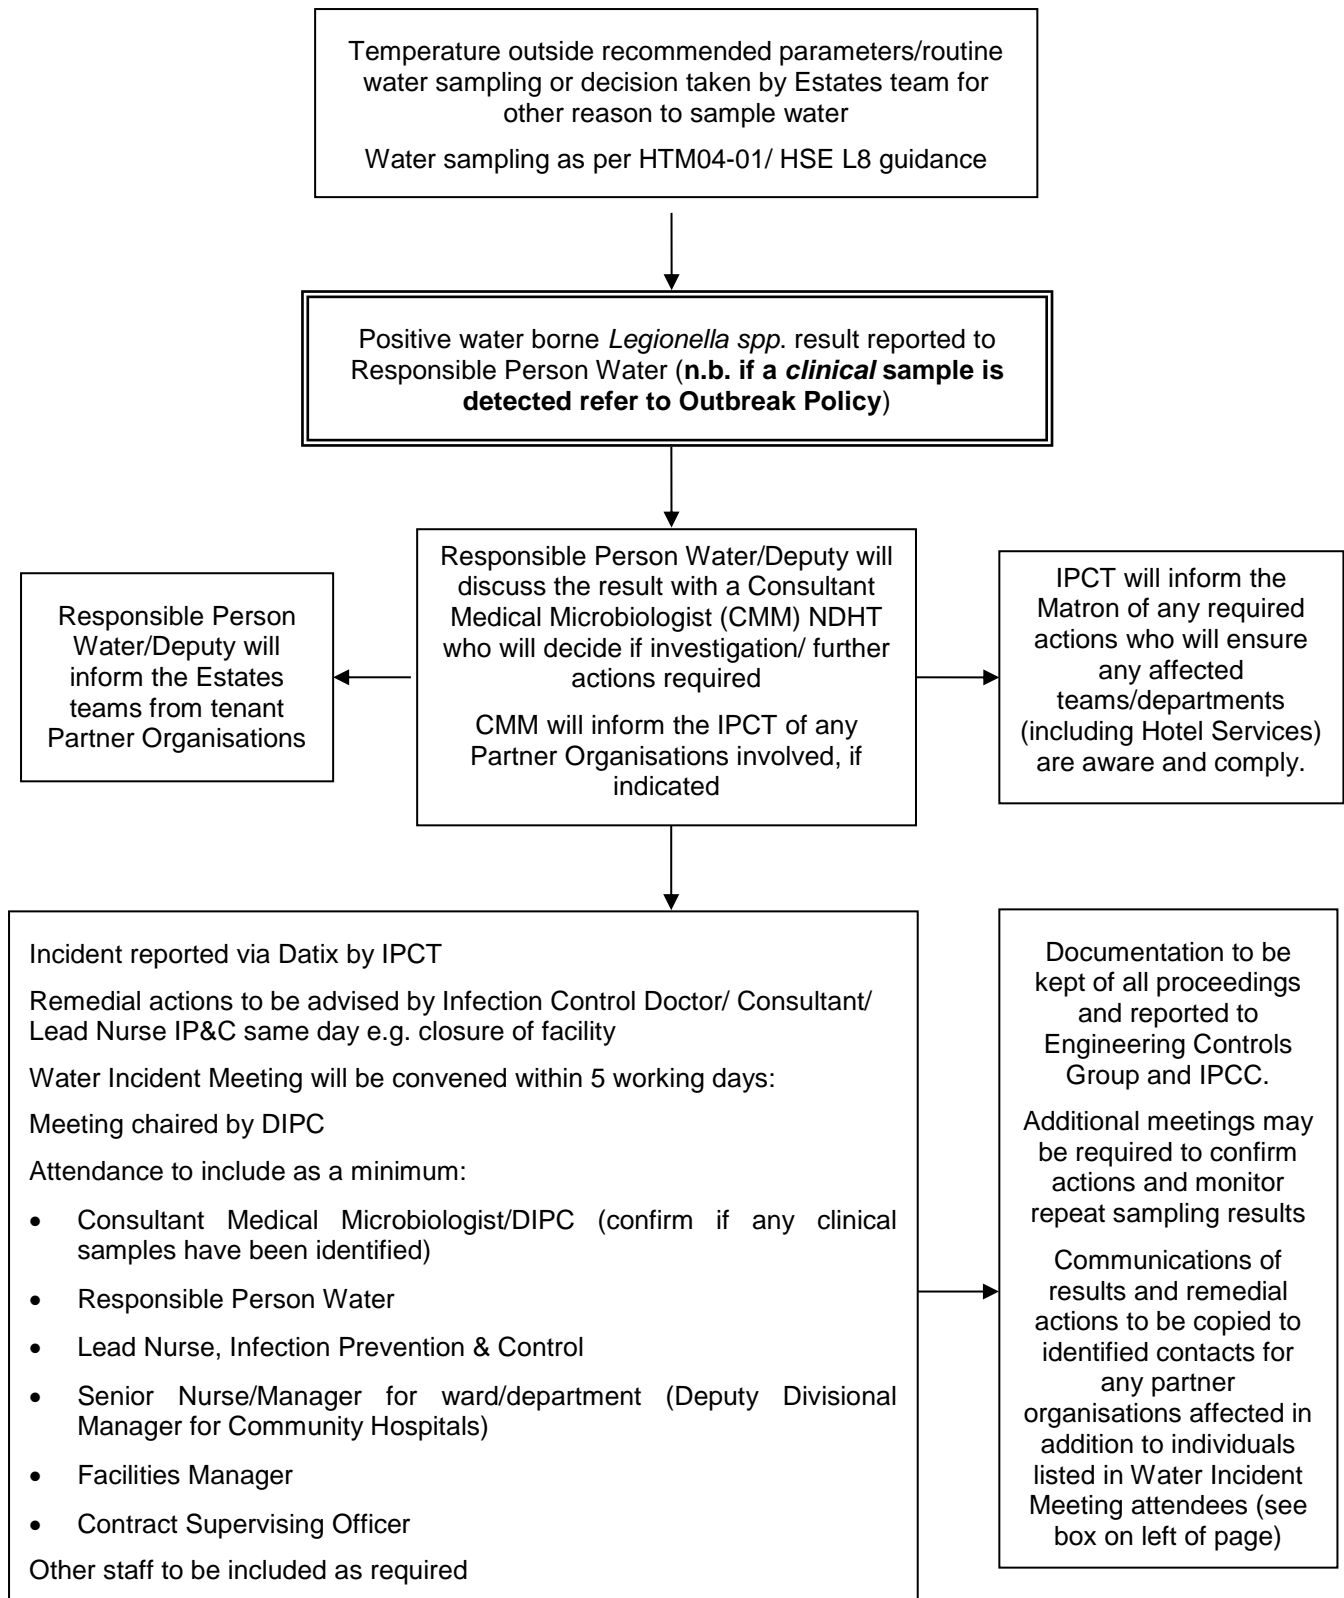 Temperature outside recommended parameters/routine
water sampling or decision taken by Estates team for
other reason to sample water
Water sampling as per HTM04-01/ HSE L8 guidance
Positive water borne Legionella spp. result reported to
Responsible Person Water (n.b. if a clinical sample is
detected refer to Outbreak Policy)
Responsible Person
Water/Deputy will
inform the Estates
teams from tenant
Partner Organisations
Responsible Person Water/Deputy will
discuss the result with a Consultant
Medical Microbiologist (CMM) NDHT
who will decide if investigation/ further
actions required
CMM will inform the IPCT of any
Partner Organisations involved, if
indicated
IPCT will inform the
Matron of any required
actions who will ensure
any affected
teams/departments
(including Hotel Services)
are aware and comply.
Incident reported via Datix by IPCT
Remedial actions to be advised by Infection Control Doctor/ Consultant/
Lead Nurse IP&C same day e.g. closure of facility
Water Incident Meeting will be convened within 5 working days:
Meeting chaired by DIPC
Attendance to include as a minimum:
• Consultant Medical Microbiologist/DIPC (confirm if any clinical
samples have been identified)
• Responsible Person Water
• Lead Nurse, Infection Prevention & Control
• Senior Nurse/Manager for ward/department (Deputy Divisional
Manager for Community Hospitals)
• Facilities Manager
• Contract Supervising Officer
Other staff to be included as required
Documentation to be
kept of all proceedings
and reported to
Engineering Controls
Group and IPCC.
Additional meetings may
be required to confirm
actions and monitor
repeat sampling results
Communications of
results and remedial
actions to be copied to
identified contacts for
any partner
organisations affected in
addition to individuals
listed in Water Incident
Meeting attendees (see
box on left of page)